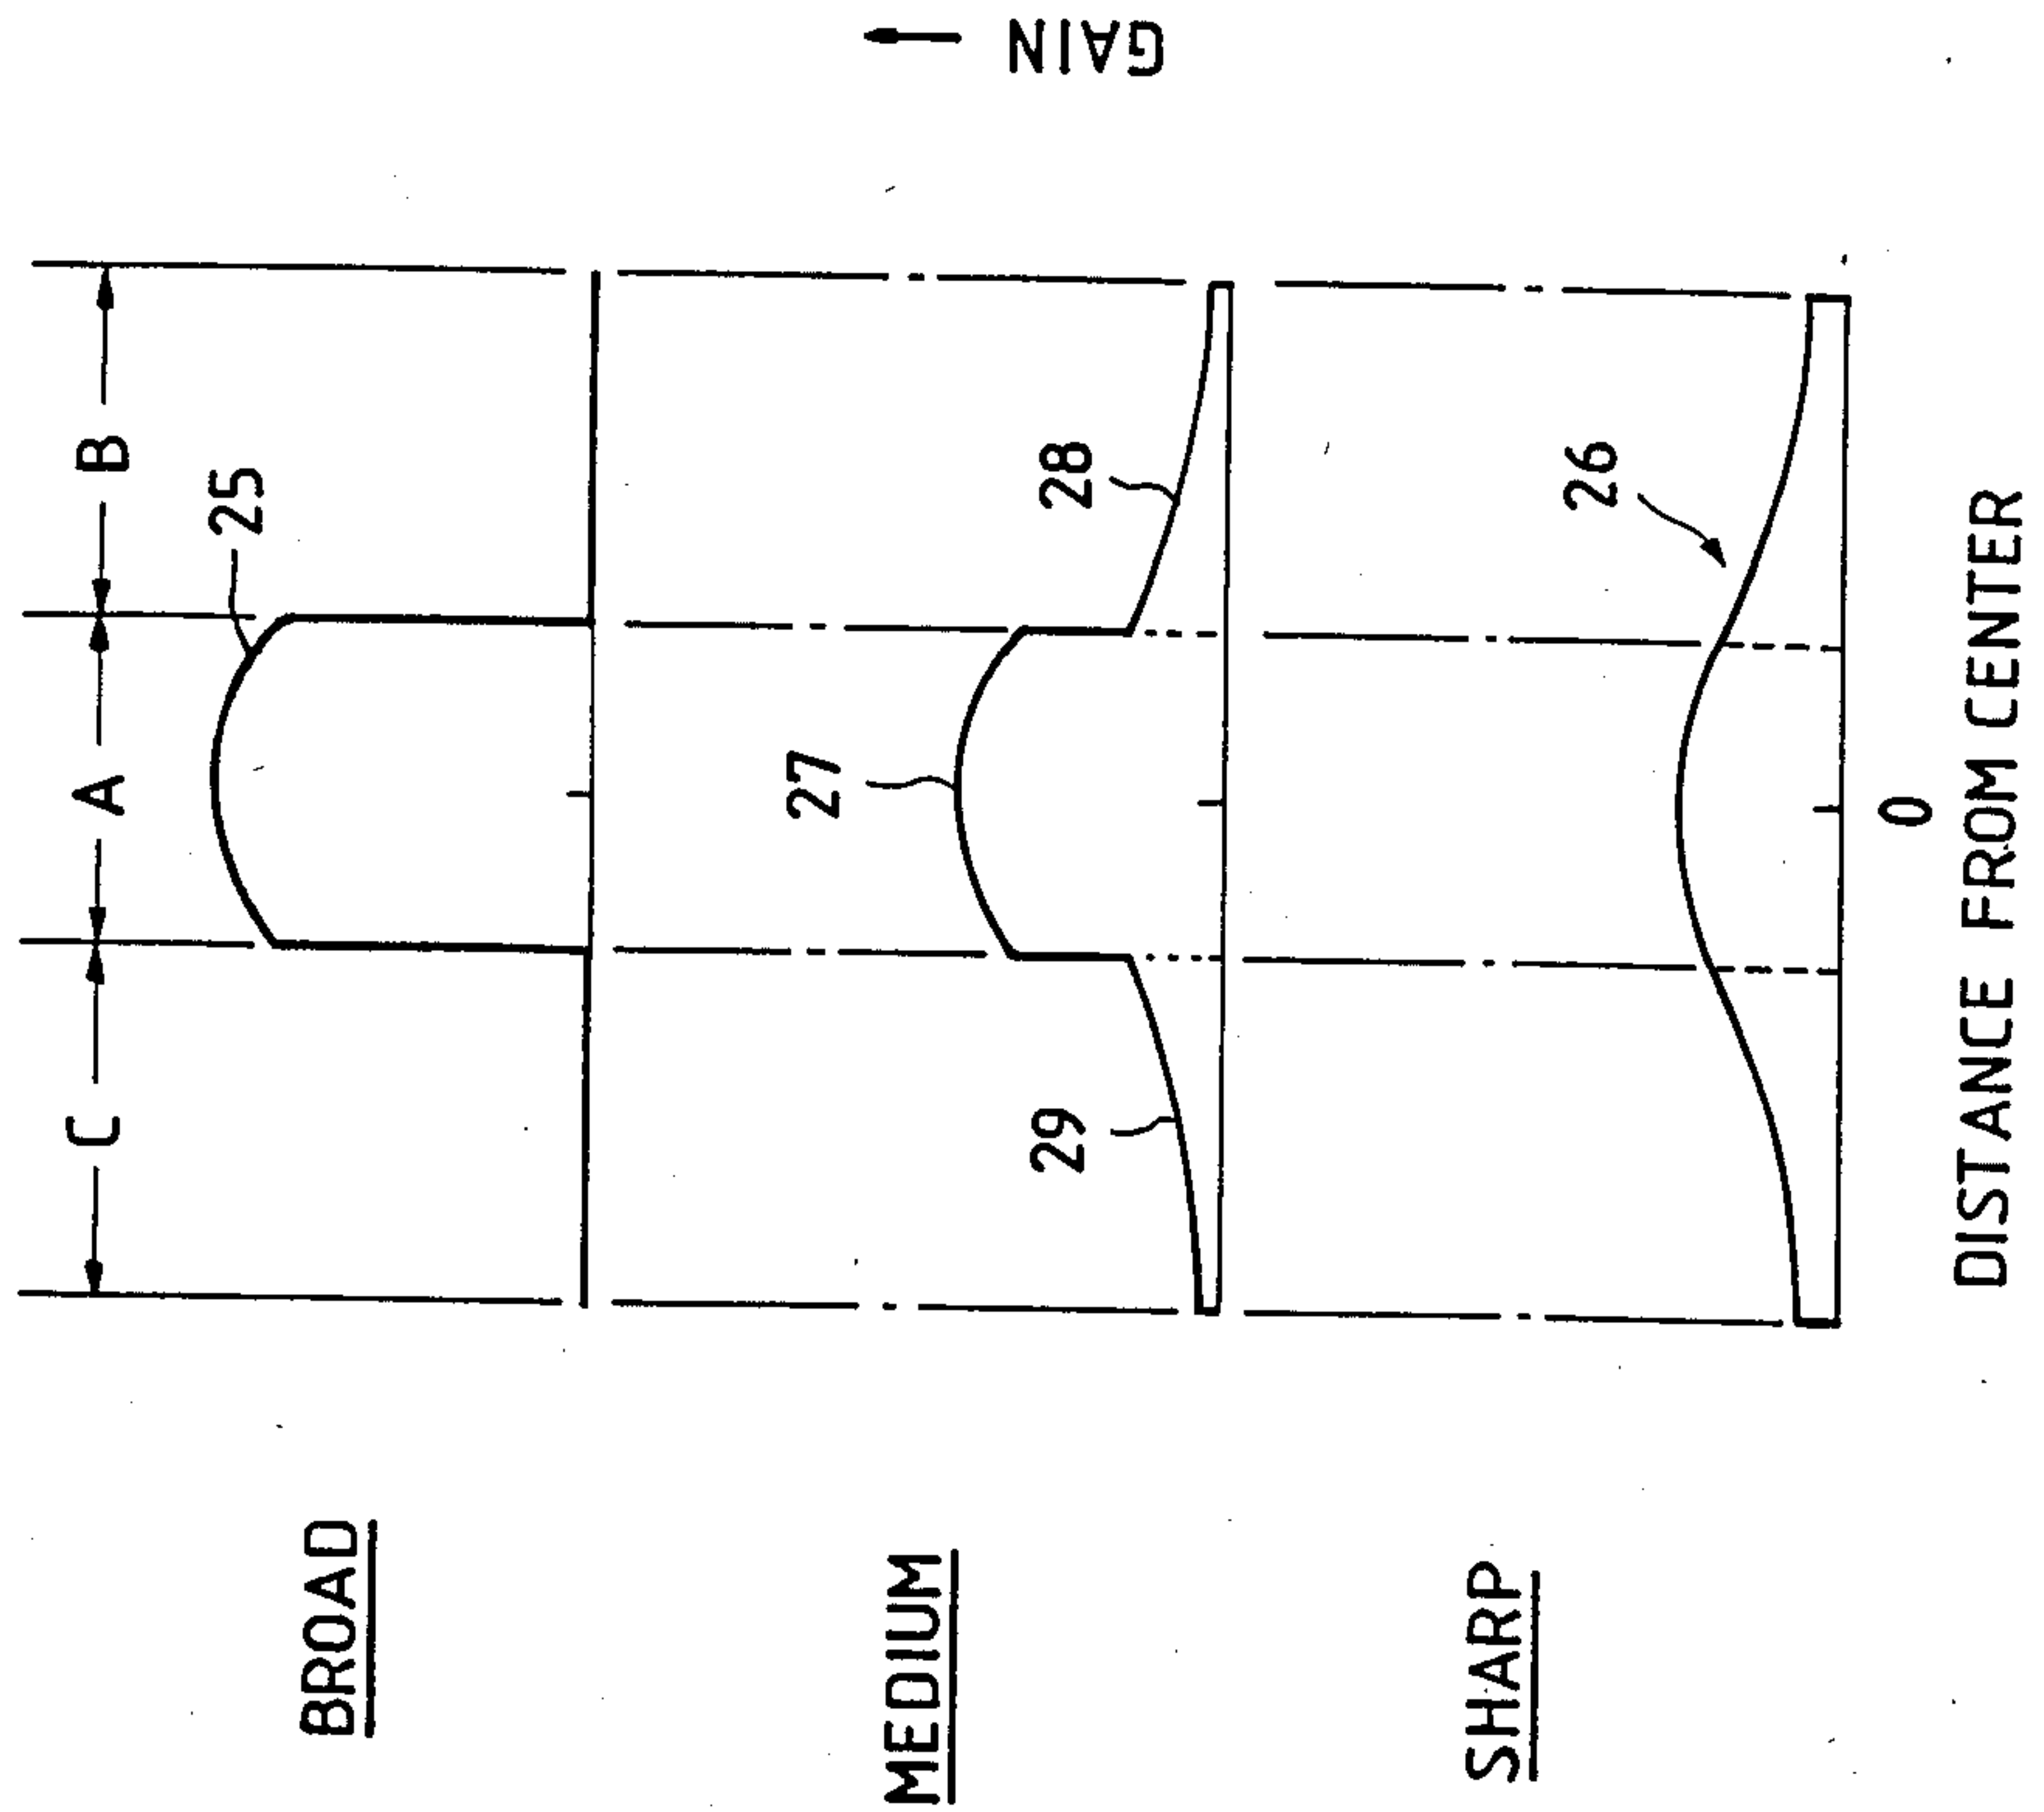 C
A
B
BROAD
25
MEDIUM
27
28
29
GAIN
SHARP
26
0
DISTANCE FROM CENTER